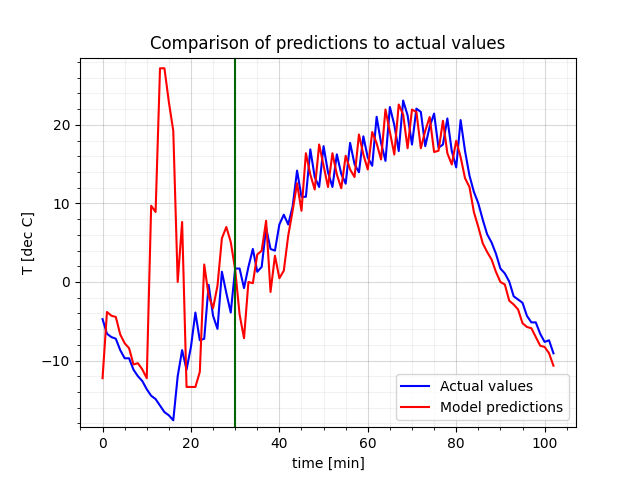 Comparison of predictions to actual values
T [dec C]
20
10
0
−10
0
20
40
60
80
100
time [min]
Actual values
Model predictions